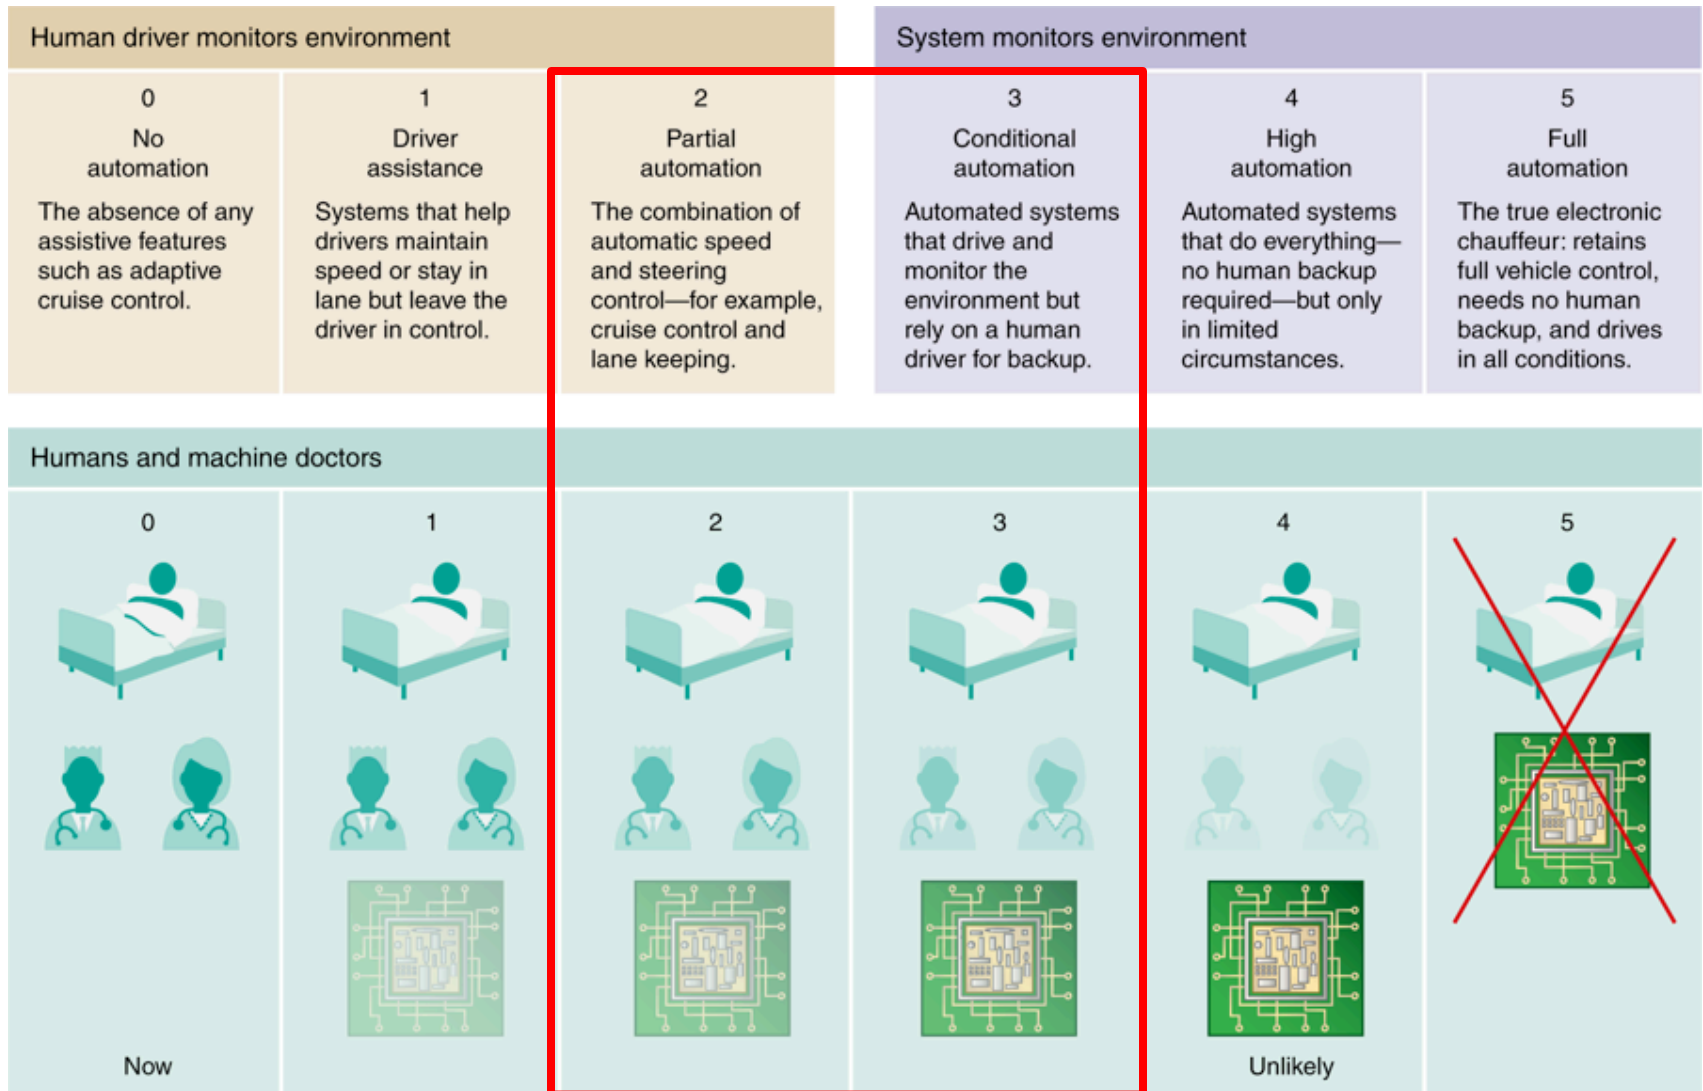 Human driver monitors environment
System monitors environment
0
No
automation
The absence of any
assistive features
such as adaptive
cruise control.
1
Driver
assistance
Systems that help
drivers maintain
speed or stay in
lane but leave the
driver in control.
2
Partial
automation
The combination of
automatic speed
and steering
control—for example,
cruise control and
lane keeping.
3
Conditional
automation
Automated systems
that drive and
monitor the
environment but
rely on a human
driver for backup.
4
High
automation
Automated systems
that do everything—
no human backup
required—but only
in limited
circumstances.
5
Full
automation
The true electronic
chauffeur: retains
full vehicle control,
needs no human
backup, and drives
in all conditions.
Humans and machine doctors
0
1
2
3
4
5
Now
Unlikely